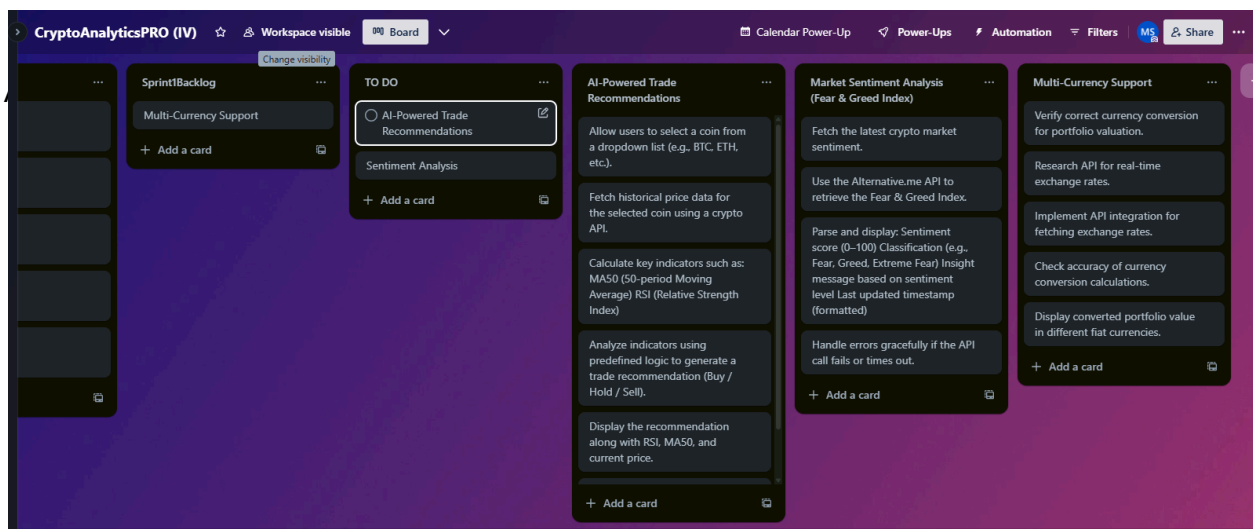 CryptoAnalyticsPRO (IV)
Workspace visible
Board
Calendar Power-Up
Power-Ups
Automation
Filters
MS
Share
Change visibility
Sprint1Backlog
Multi-Currency Support
+ Add a card
TO DO
AI-Powered Trade
Recommendations
Sentiment Analysis
+ Add a card
AI-Powered Trade
Recommendations
Allow users to select a coin from
a dropdown list (e.g., BTC, ETH,
etc.).
Fetch historical price data for
the selected coin using a crypto
API.
Calculate key indicators such as:
MA50 (50-period Moving
Average) RSI (Relative Strength
Index)
Analyze indicators using
predefined logic to generate a
trade recommendation (Buy /
Hold / Sell).
Display the recommendation
along with RSI, MA50, and
current price.
+ Add a card
Market Sentiment Analysis
(Fear & Greed Index)
Fetch the latest crypto market
sentiment.
Use the Alternative.me API to
retrieve the Fear & Greed Index.
Parse and display: Sentiment
score (0–100) Classification (e.g.,
Fear, Greed, Extreme Fear) Insight
message based on sentiment
level Last updated timestamp
(formatted)
Handle errors gracefully if the API
call fails or times out.
+ Add a card
Multi-Currency Support
Verify correct currency conversion
for portfolio valuation.
Research API for real-time
exchange rates.
Implement API integration for
fetching exchange rates.
Check accuracy of currency
conversion calculations.
Display converted portfolio value
in different fiat currencies.
+ Add a card